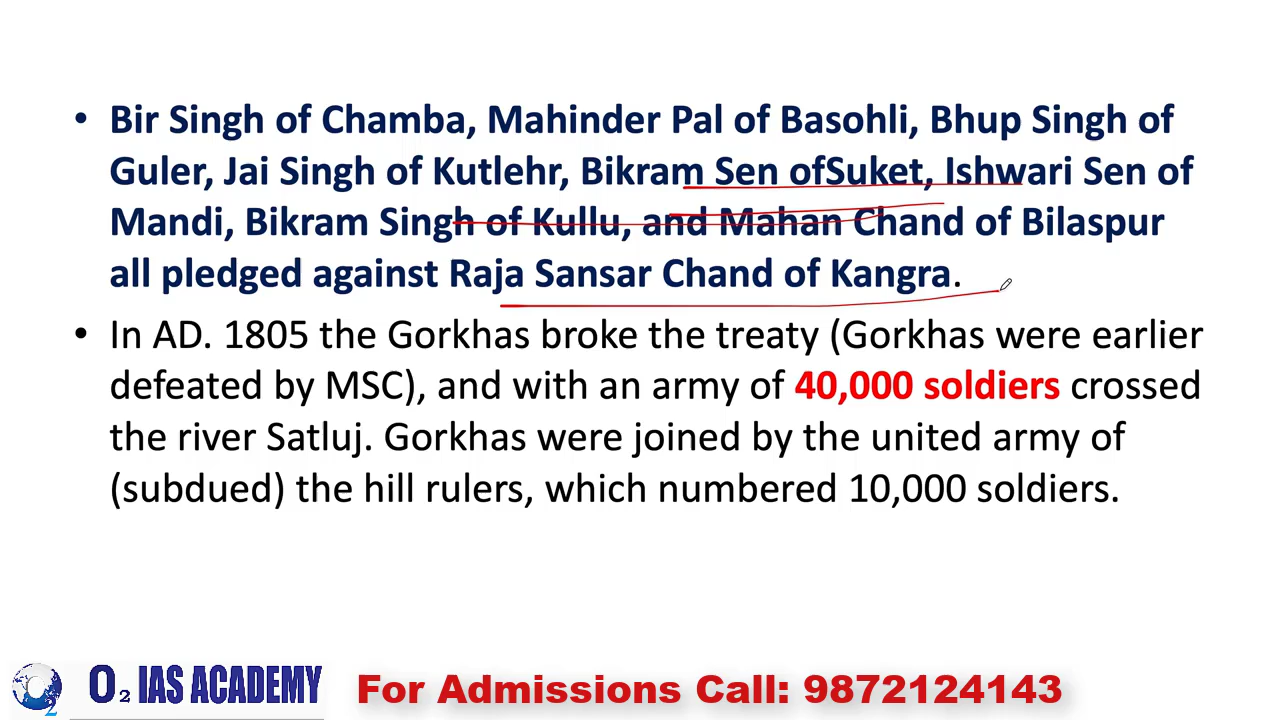 • Bir Singh of Chamba, Mahinder Pal of Basohli, Bhup Singh of
Guler, Jai Singh of Kutlehr, Bikram Sen ofSuket, Ishwari Sen of
Mandi, Bikram Singh of Kullu, and Mahan Chand of Bilaspur
all pledged against Raja Sansar Chand of Kangra.
• In AD. 1805 the Gorkhas broke the treaty (Gorkhas were earlier
defeated by MSC), and with an army of 40,000 soldiers crossed
the river Satluj. Gorkhas were joined by the united army of
(subdued) the hill rulers, which numbered 10,000 soldiers.
O2 IAS ACADEMY For Admissions Call: 9872124143
2